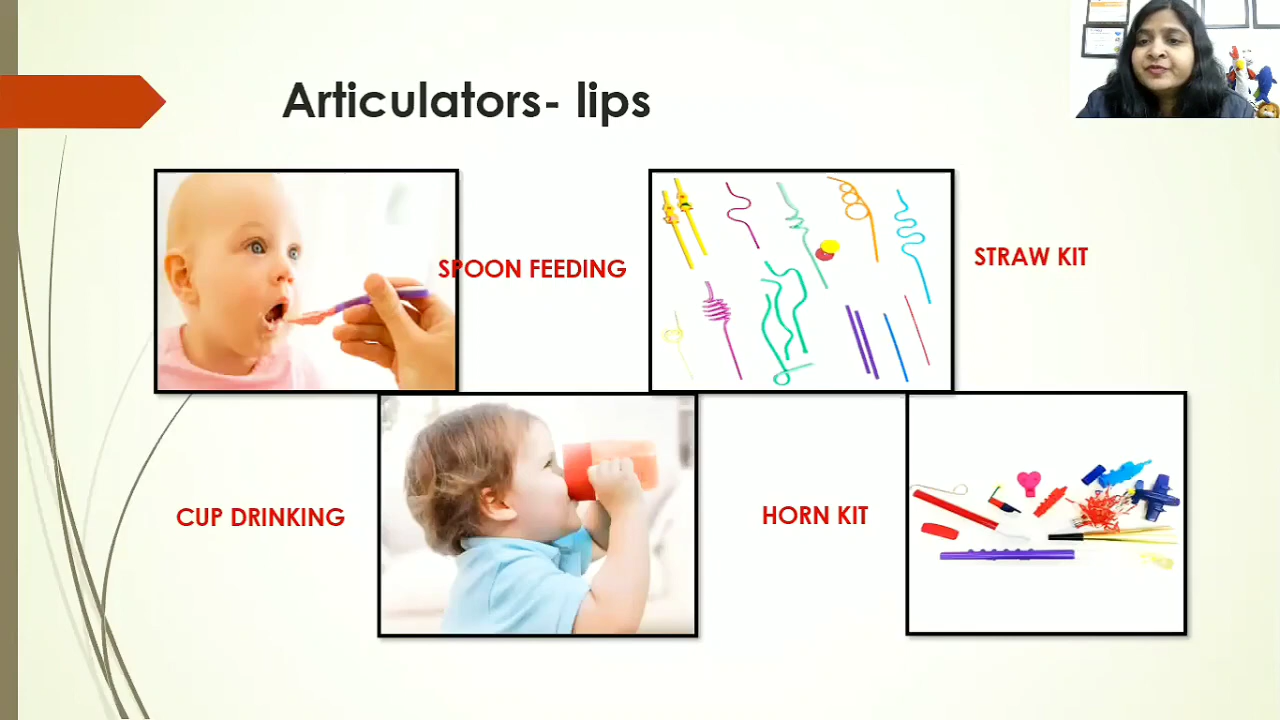 Articulators- lips
SPOON FEEDING
STRAW KIT
CUP DRINKING
HORN KIT